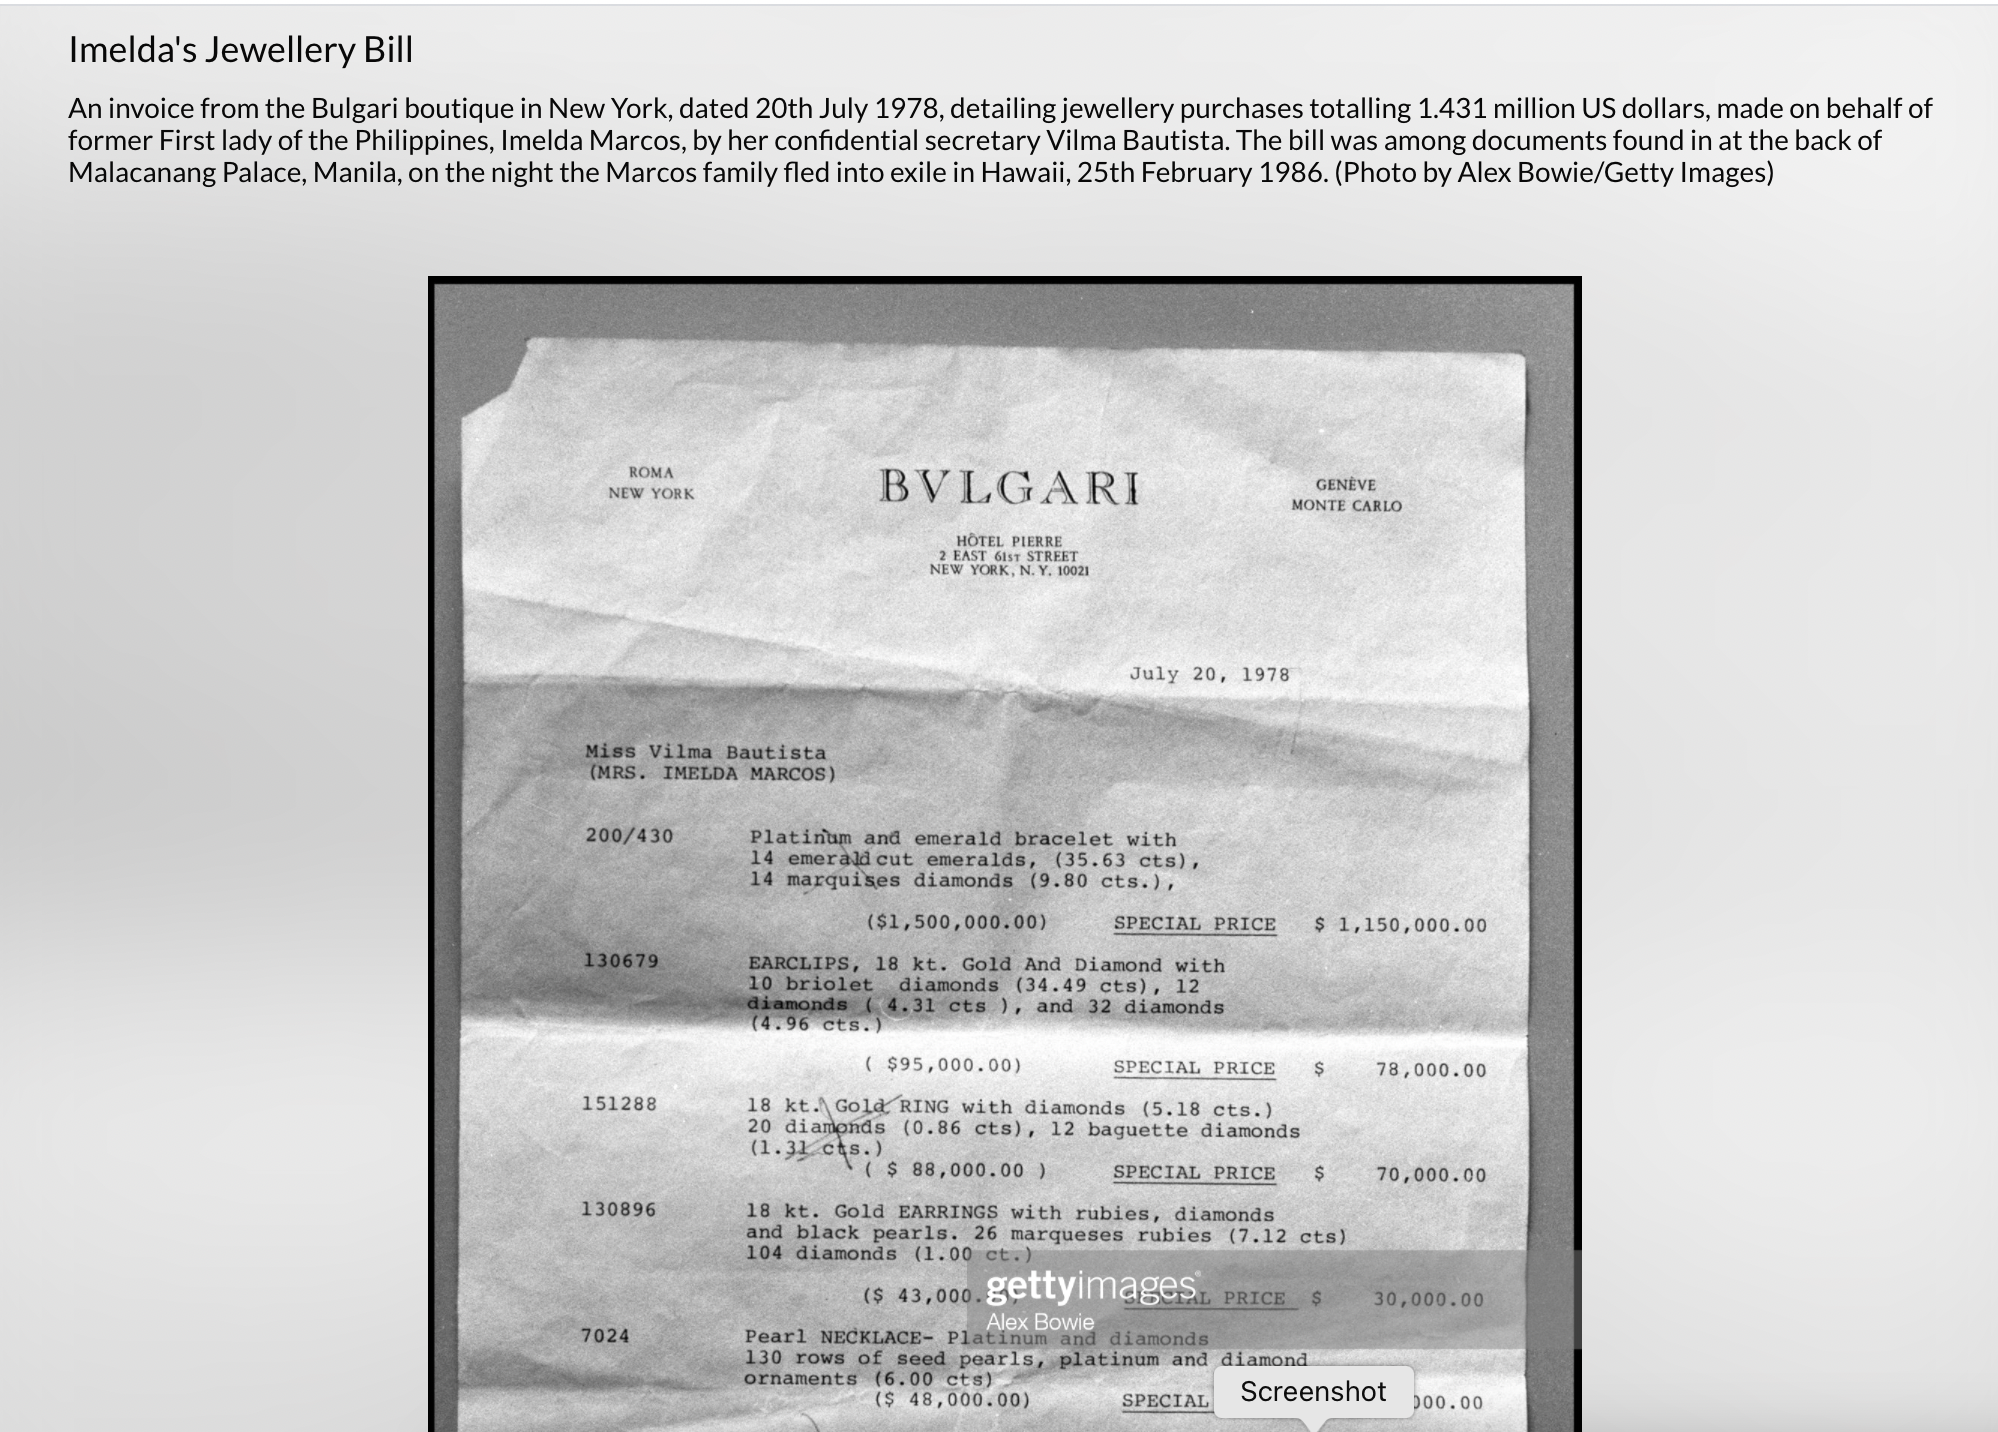 Imelda's Jewellery Bill
An invoice from the Bulgari boutique in New York, dated 20th July 1978, detailing jewellery purchases totalling 1.431 million US dollars, made on behalf of
former First lady of the Philippines, Imelda Marcos, by her confidential secretary Vilma Bautista. The bill was among documents found in at the back of
Malacanang Palace, Manila, on the night the Marcos family fled into exile in Hawaii, 25th February 1986. (Photo by Alex Bowie/Getty Images)
ROMA
NEW YORK
BVLGARI
GENÈVE
MONTE CARLO
HÔTEL PIERRE
2 EAST 61ST STREET
NEW YORK, N. Y. 10021
July 20, 1978
Miss Vilma Bautista
(MRS. IMELDA MARCOS)
200/430 Platinum and emerald bracelet with
14 emerald cut emeralds, (35.63 cts),
14 marquises diamonds (9.80 cts.),
($1,500,000.00) SPECIAL PRICE $ 1,150,000.00
130679 EARCLIPS, 18 kt. Gold And Diamond with
10 briolet diamonds (34.49 cts), 12
diamonds ( 4.31 cts ), and 32 diamonds
(4.96 cts.)
( $95,000.00) SPECIAL PRICE $ 78,000.00
151288 18 kt. Gold RING with diamonds (5.18 cts.)
20 diamonds (0.86 cts), 12 baguette diamonds
(1.31 cts.)
( $ 88,000.00 ) SPECIAL PRICE $ 70,000.00
130896 18 kt. Gold EARRINGS with rubies, diamonds
and black pearls. 26 marqueses rubies (7.12 cts)
104 diamonds (1.00 ct.)
($ 43,000. SPECIAL PRICE $ 30,000.00
gettyimages
Alex Bowie
7024 Pearl NECKLACE- Platinum and diamonds
130 rows of seed pearls, platinum and diamond
ornaments (6.00 cts)
($ 48,000.00) SPECIAL 000.00
Screenshot